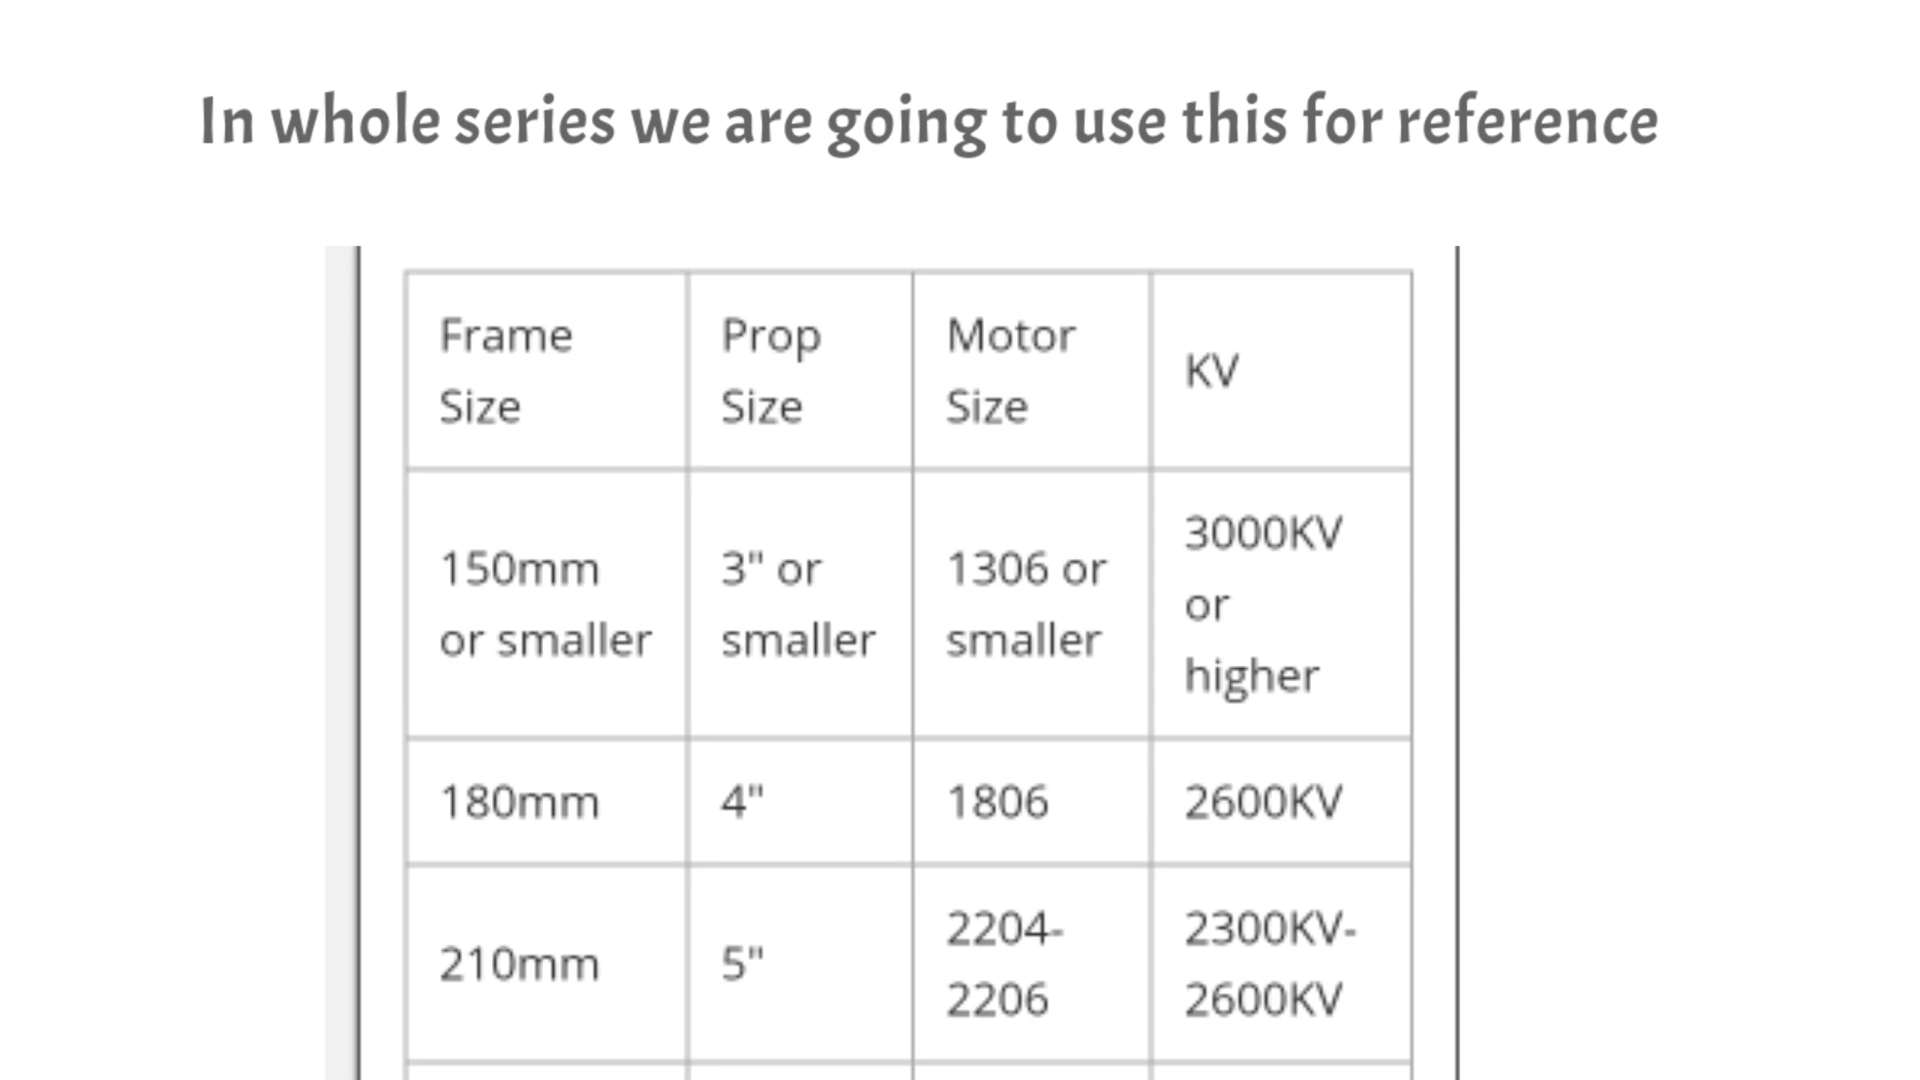 In whole series we are going to use this for reference
Frame
Size
Prop
Size
Motor
Size
KV
150mm
or smaller
3" or
smaller
1306 or
smaller
3000KV
or
higher
180mm
4"
1806
2600KV
210mm
5"
2204-
2206
2300KV-
2600KV